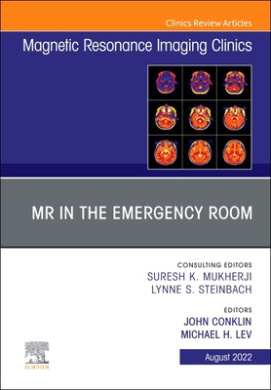 Clinics Review Articles
Magnetic Resonance Imaging Clinics
MR IN THE EMERGENCY ROOM
CONSULTING EDITORS
SURESH K. MUKHERJI
LYNNE S. STEINBACH
EDITORS
JOHN CONKLIN
MICHAEL H. LEV
ELSEVIER
August 2022